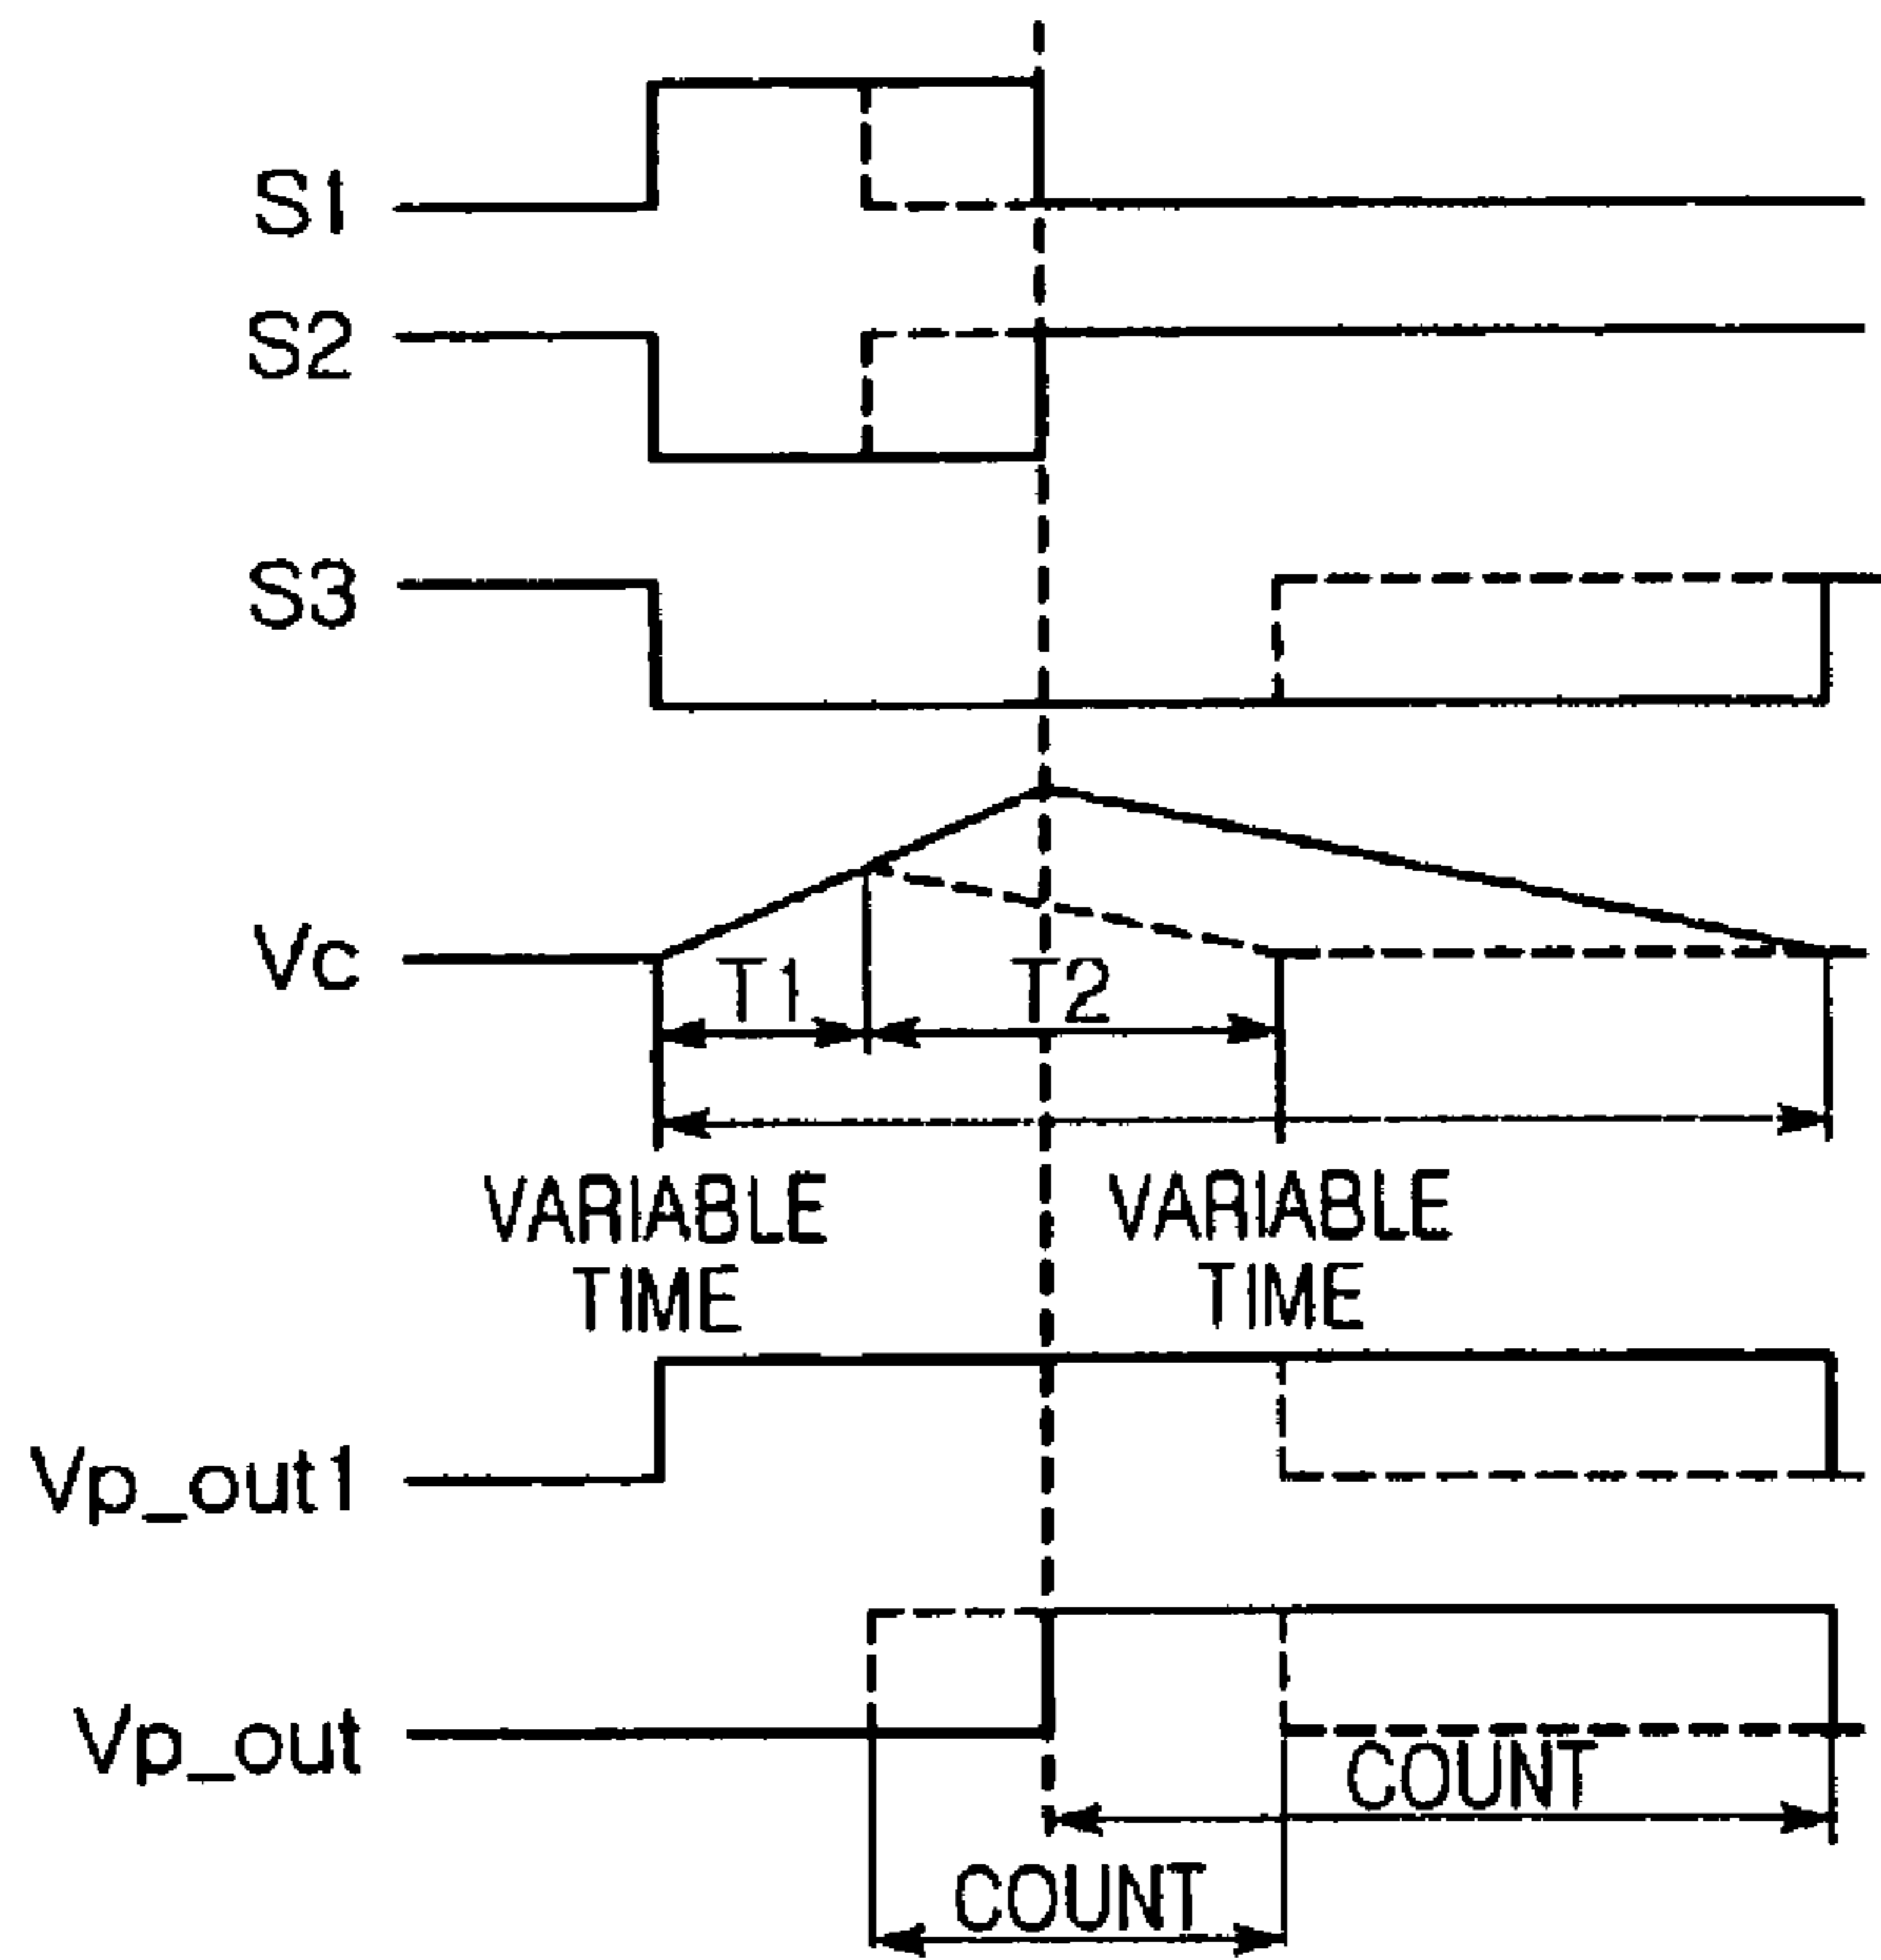 S1
S2
S3
Vc
T1
T2
VARIABLE
TIME
VARIABLE
TIME
Vp_out1
Vp_out
COUNT
COUNT